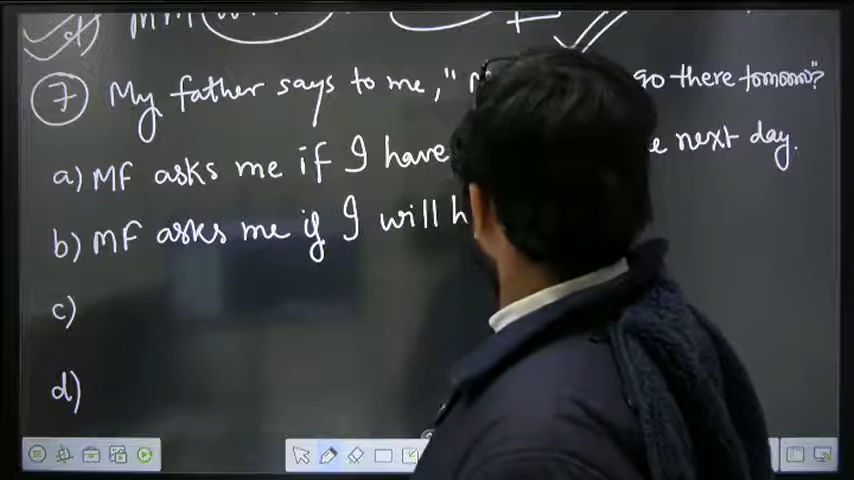 7 My father says to me, " go there tomorrow?"
a) MF asks me if I have next day.
b) MF asks me if I will h
c)
d)